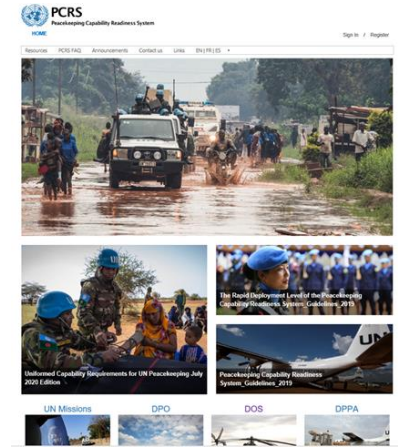 PCRS
Peacekeeping Capability Readiness System
HOME
Sign in / Register
Resources PCRS FAQ Announcements Contact us Links EN | FR | ES
The Rapid Deployment Level of the Peacekeeping
Capability Readiness System_Guidelines_2019
Uniformed Capability Requirements for UN Peacekeeping July
2020 Edition
Peacekeeping Capability Readiness
System_Guidelines_2019
UN
UN Missions DPO DOS DPPA